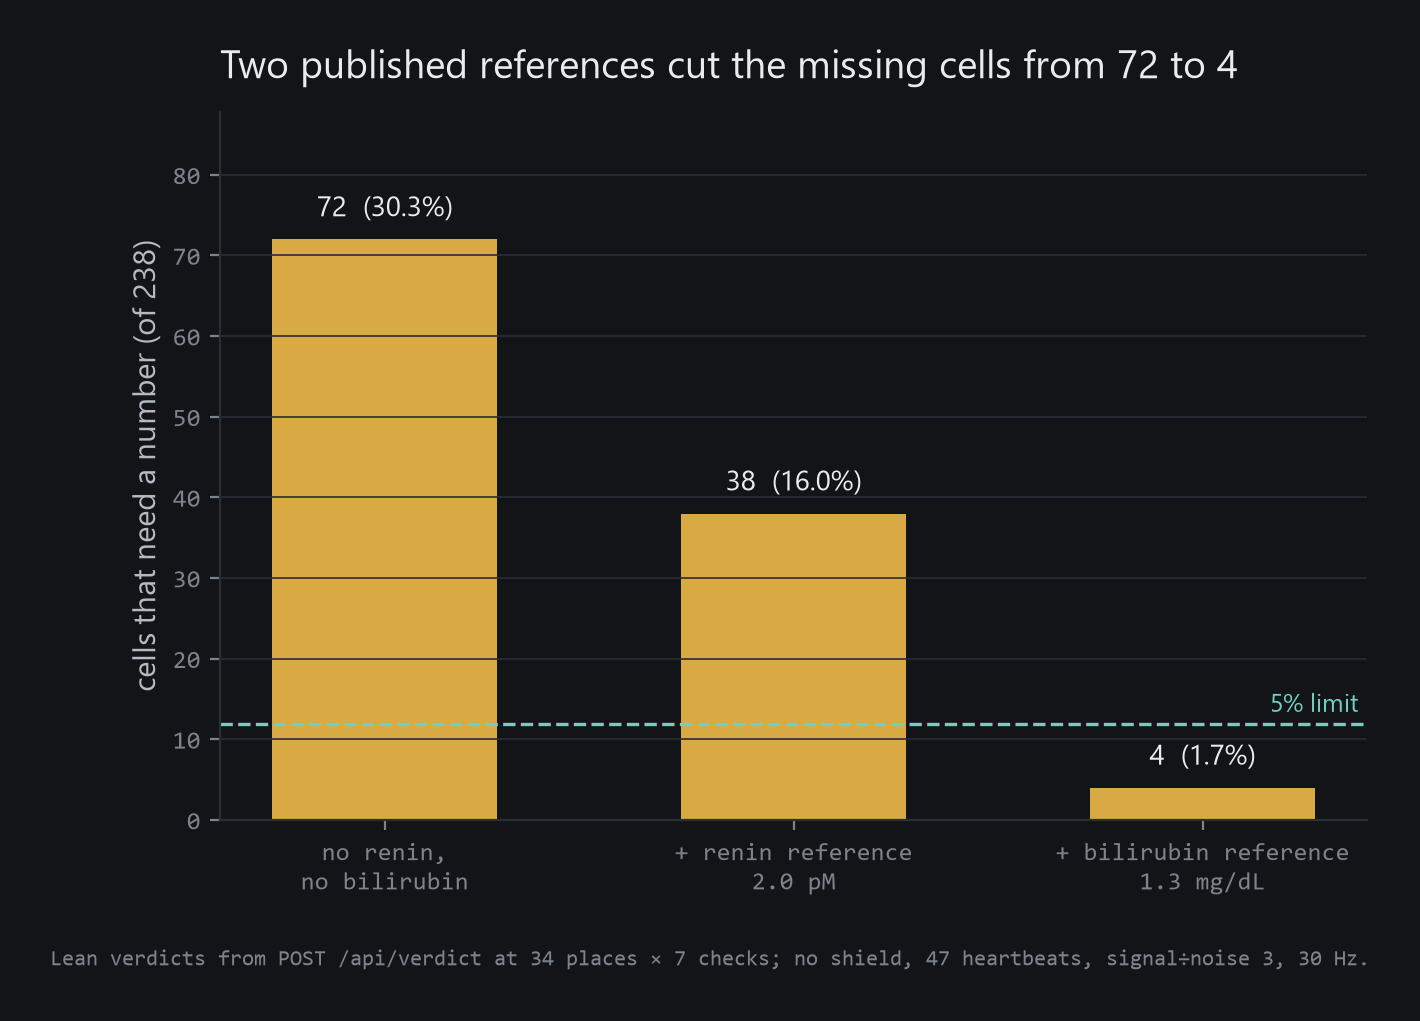 Two published references cut the missing cells from 72 to 4
cells that need a number (of 238)
80
70
60
50
40
30
20
10
0
72 (30.3%)
38 (16.0%)
4 (1.7%)
5% limit
no renin,
no bilirubin
+ renin reference
2.0 pM
+ bilirubin reference
1.3 mg/dL
Lean verdicts from POST /api/verdict at 34 places × 7 checks; no shield, 47 heartbeats, signal÷noise 3, 30 Hz.